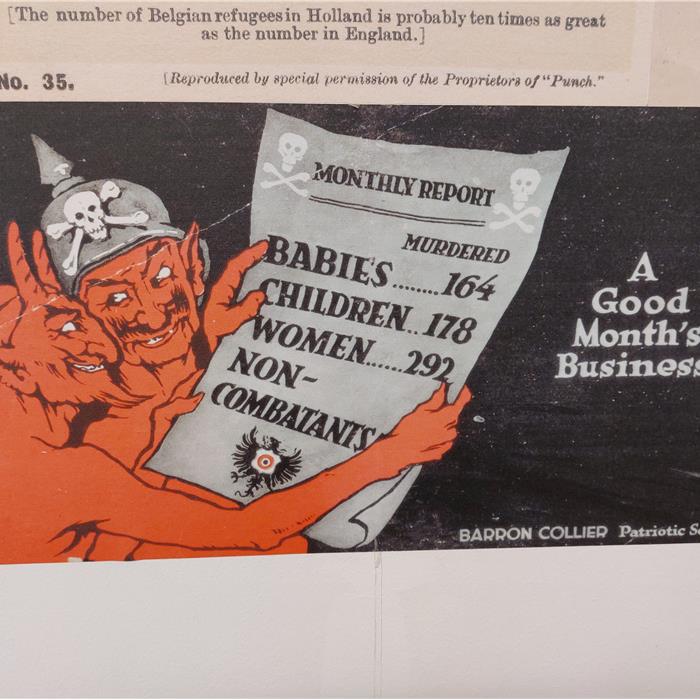 [The number of Belgian refugees in Holland is probably ten times as great
as the number in England.]
No. 35.
[Reproduced by special permission of the Proprietors of "Punch."
MONTHLY REPORT
MURDERED
BABIES........164
CHILDREN..178
WOMEN......292
NON-
COMBATANTS
A
Good
Month's
Business
BARRON COLLIER Patriotic